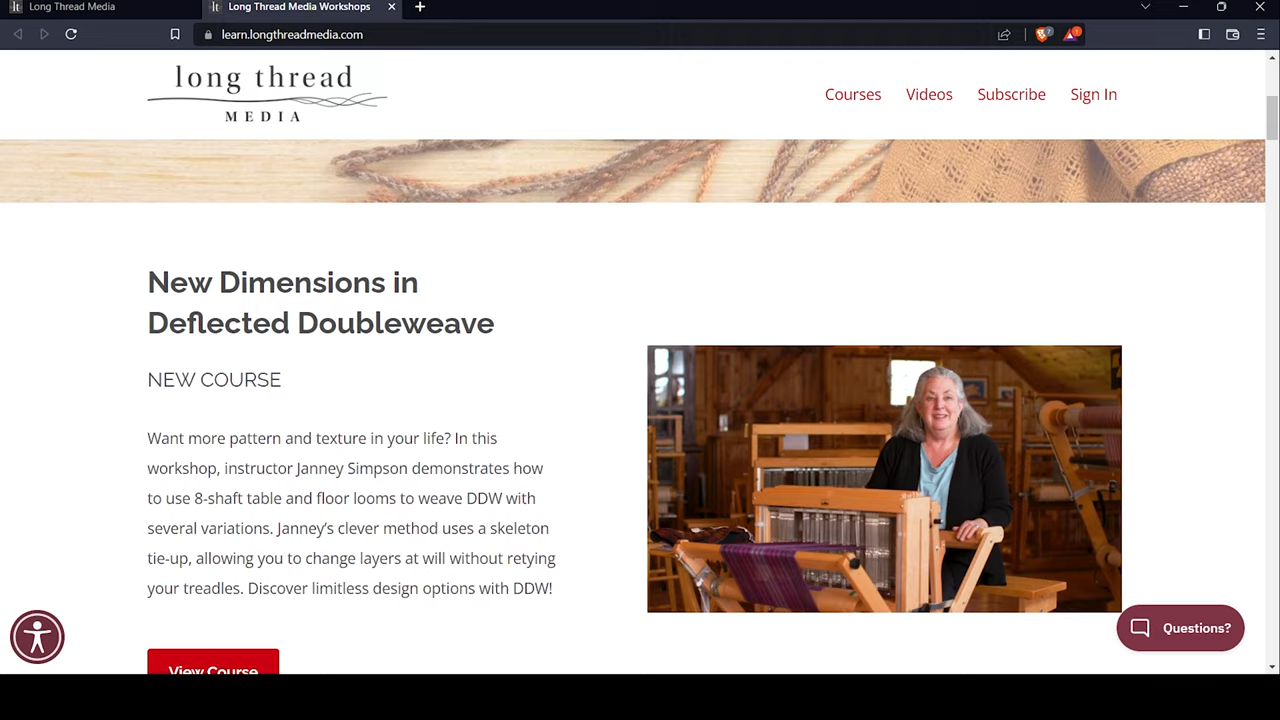 Long Thread Media
Long Thread Media Workshops
learn.longthreadmedia.com
long thread
MEDIA
Courses Videos Subscribe Sign In
New Dimensions in
Deflected Doubleweave
NEW COURSE
Want more pattern and texture in your life? In this
workshop, instructor Janney Simpson demonstrates how
to use 8-shaft table and floor looms to weave DDW with
several variations. Janney’s clever method uses a skeleton
tie-up, allowing you to change layers at will without retying
your treadles. Discover limitless design options with DDW!
View Course
Questions?